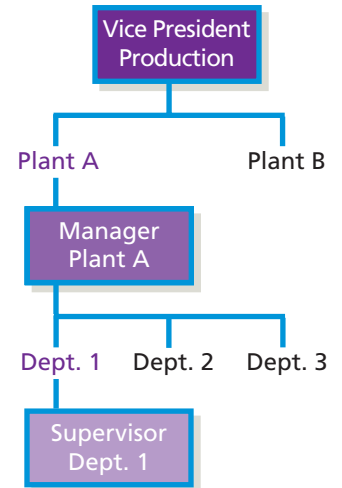 Vice President
Production
Plant A
Plant B
Manager
Plant A
Dept. 1
Dept. 2
Dept. 3
Supervisor
Dept. 1